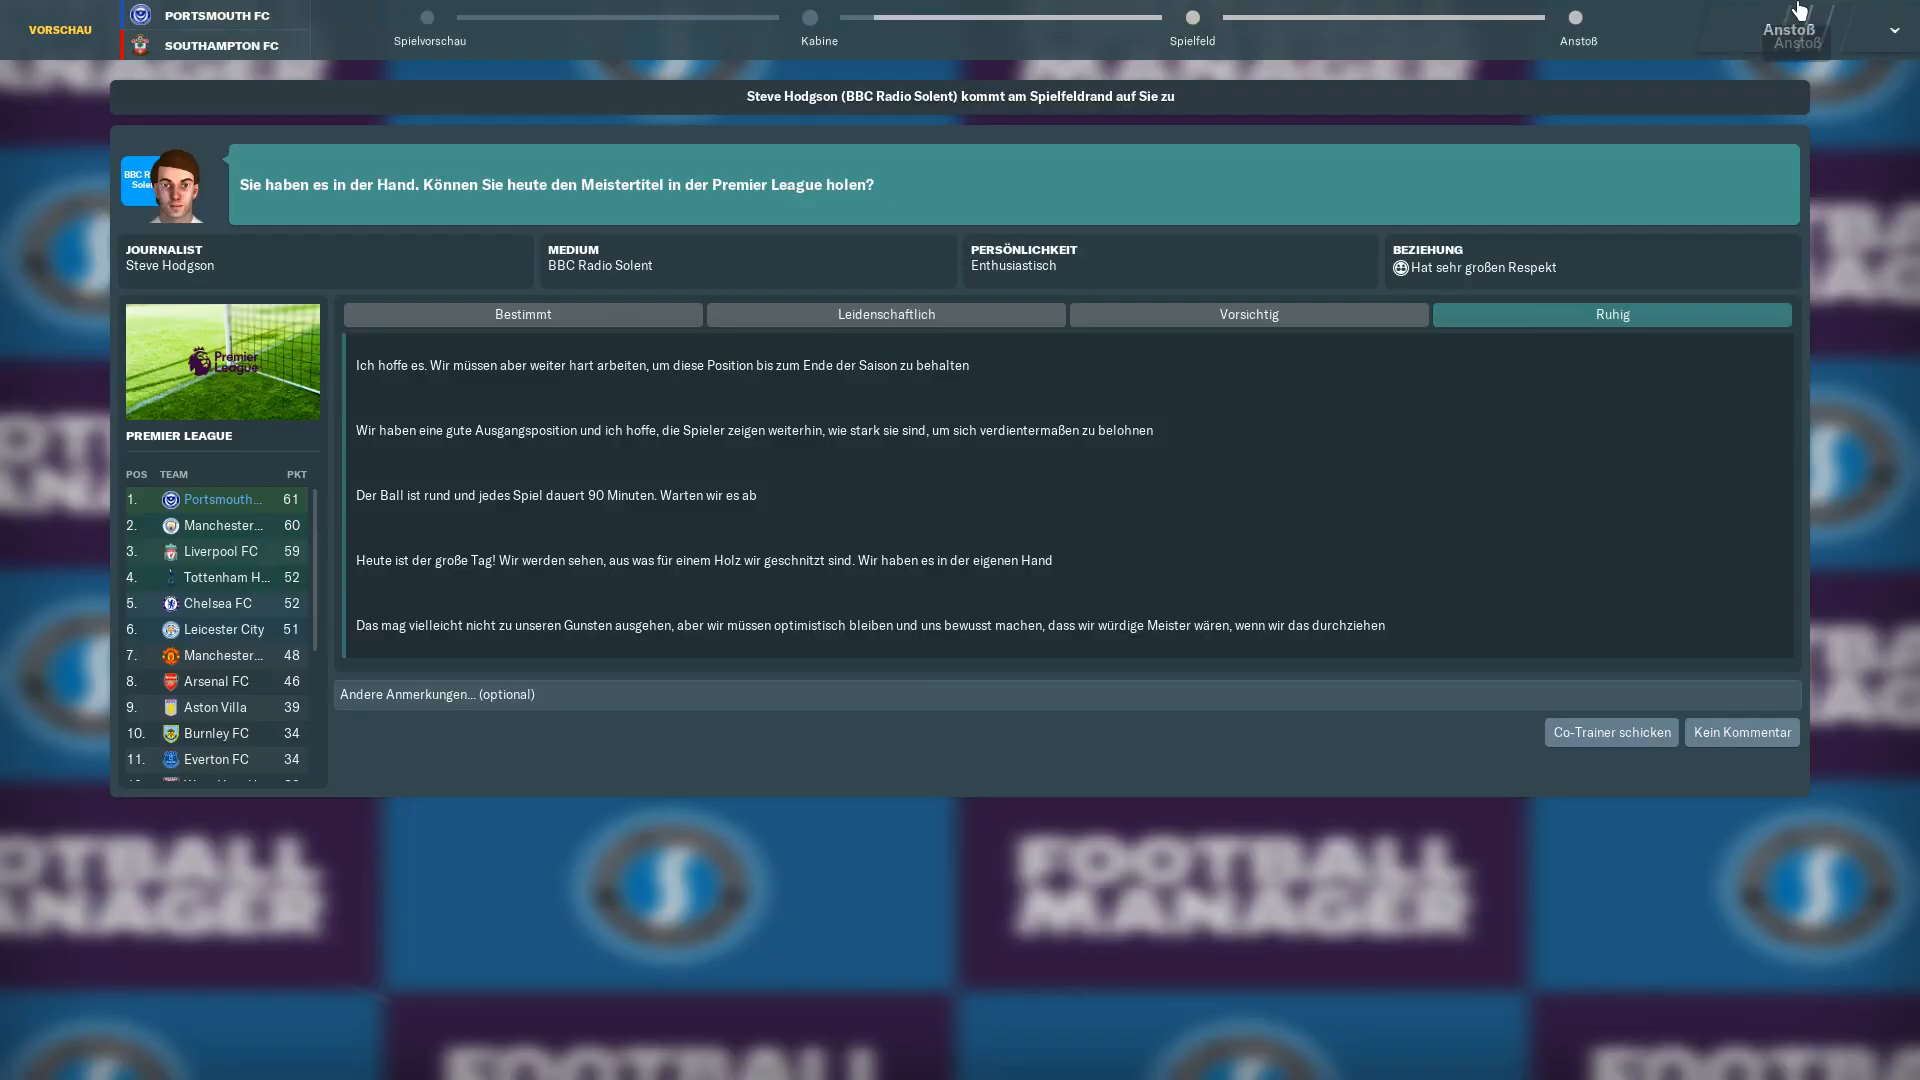 VORSCHAU
PORTSMOUTH FC
SOUTHAMPTON FC
Spielvorschau
Kabine
Spielfeld
Anstoß
Anstoß
Anstoß
Steve Hodgson (BBC Radio Solent) kommt am Spielfeldrand auf Sie zu
Sie haben es in der Hand. Können Sie heute den Meistertitel in der Premier League holen?
JOURNALIST
Steve Hodgson
MEDIUM
BBC Radio Solent
PERSÖNLICHKEIT
Enthusiastisch
BEZIEHUNG
Hat sehr großen Respekt
Premier
League
PREMIER LEAGUE
POS TEAM PKT
1. Portsmouth... 61
2. Manchester... 60
3. Liverpool FC 59
4. Tottenham H... 52
5. Chelsea FC 52
6. Leicester City 51
7. Manchester... 48
8. Arsenal FC 46
9. Aston Villa 39
10. Burnley FC 34
11. Everton FC 34
Bestimmt
Leidenschaftlich
Vorsichtig
Ruhig
Ich hoffe es. Wir müssen aber weiter hart arbeiten, um diese Position bis zum Ende der Saison zu behalten
Wir haben eine gute Ausgangsposition und ich hoffe, die Spieler zeigen weiterhin, wie stark sie sind, um sich verdientermaßen zu belohnen
Der Ball ist rund und jedes Spiel dauert 90 Minuten. Warten wir es ab
Heute ist der große Tag! Wir werden sehen, aus was für einem Holz wir geschnitzt sind. Wir haben es in der eigenen Hand
Das mag vielleicht nicht zu unseren Gunsten ausgehen, aber wir müssen optimistisch bleiben und uns bewusst machen, dass wir würdige Meister wären, wenn wir das durchziehen
Andere Anmerkungen... (optional)
Co-Trainer schicken
Kein Kommentar
FOOTBALL
MANAGER